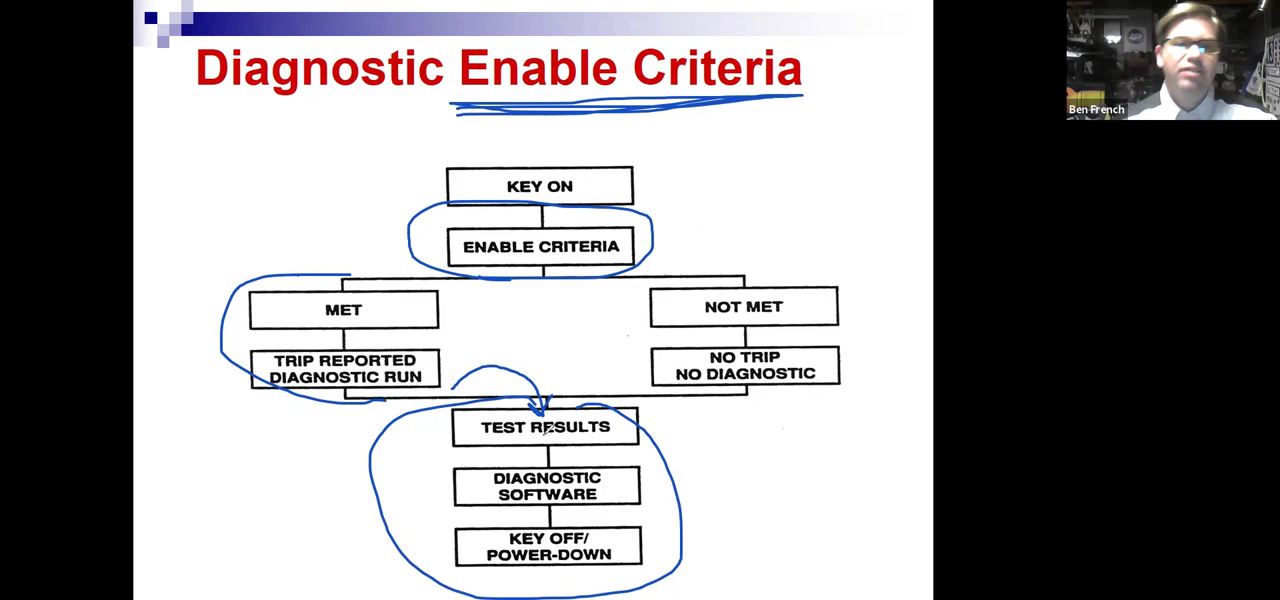 Diagnostic Enable Criteria
Ben French
KEY ON
ENABLE CRITERIA
MET
NOT MET
TRIP REPORTED
DIAGNOSTIC RUN
NO TRIP
NO DIAGNOSTIC
TEST RESULTS
DIAGNOSTIC
SOFTWARE
KEY OFF/
POWER-DOWN